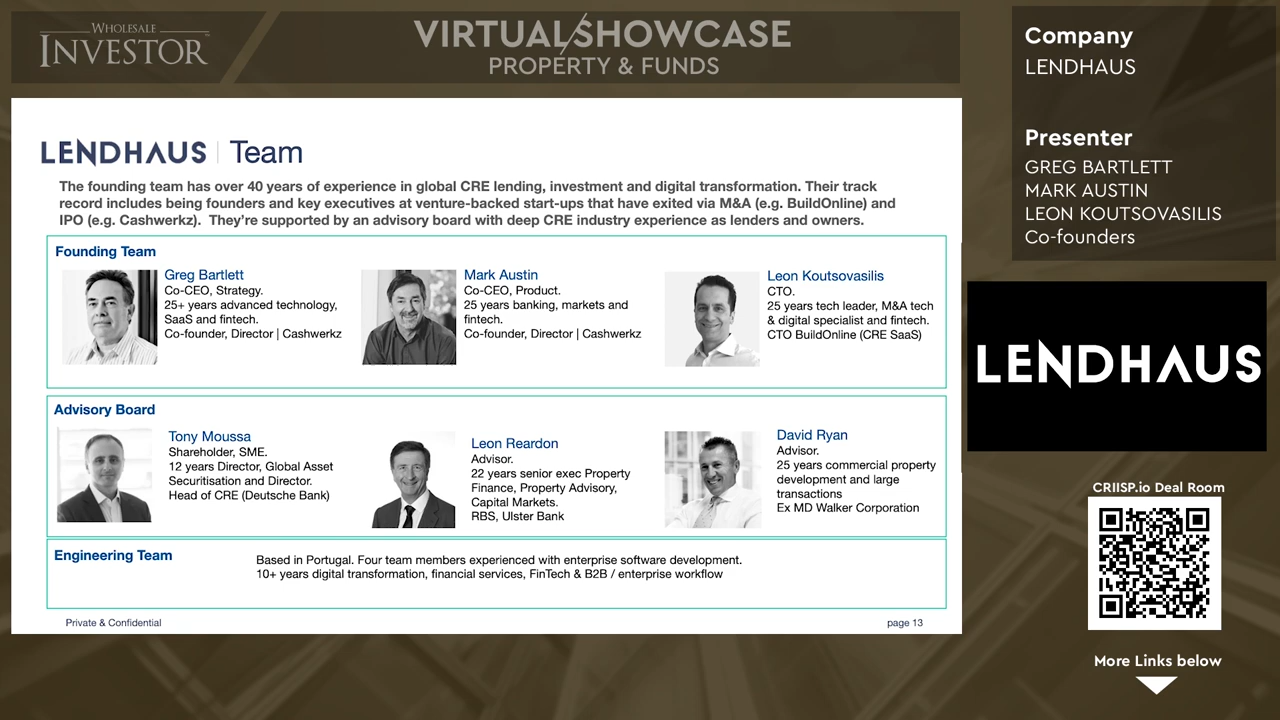 WHOLESALE
INVESTOR
VIRTUAL SHOWCASE
PROPERTY & FUNDS
Company
LENDHAUS
Presenter
GREG BARTLETT
MARK AUSTIN
LEON KOUTSOVASILIS
Co-founders
LENDHAUS | Team
The founding team has over 40 years of experience in global CRE lending, investment and digital transformation. Their track
record includes being founders and key executives at venture-backed start-ups that have exited via M&A (e.g. BuildOnline) and
IPO (e.g. Cashwerkz). They're supported by an advisory board with deep CRE industry experience as lenders and owners.
Founding Team
Greg Bartlett
Co-CEO, Strategy.
25+ years advanced technology,
SaaS and fintech.
Co-founder, Director | Cashwerkz
Mark Austin
Co-CEO, Product.
25 years banking, markets and
fintech.
Co-founder, Director | Cashwerkz
Leon Koutsovasilis
CTO.
25 years tech leader, M&A tech
& digital specialist and fintech.
CTO BuildOnline (CRE SaaS)
Advisory Board
Tony Moussa
Shareholder, SME.
12 years Director, Global Asset
Securitisation and Director.
Head of CRE (Deutsche Bank)
Leon Reardon
Advisor.
22 years senior exec Property
Finance, Property Advisory,
Capital Markets.
RBS, Ulster Bank
David Ryan
Advisor.
25 years commercial property
development and large
transactions
Ex MD Walker Corporation
Engineering Team
Based in Portugal. Four team members experienced with enterprise software development.
10+ years digital transformation, financial services, FinTech & B2B / enterprise workflow
Private & Confidential
page 13
LENDHAUS
CRIISP.io Deal Room
More Links below